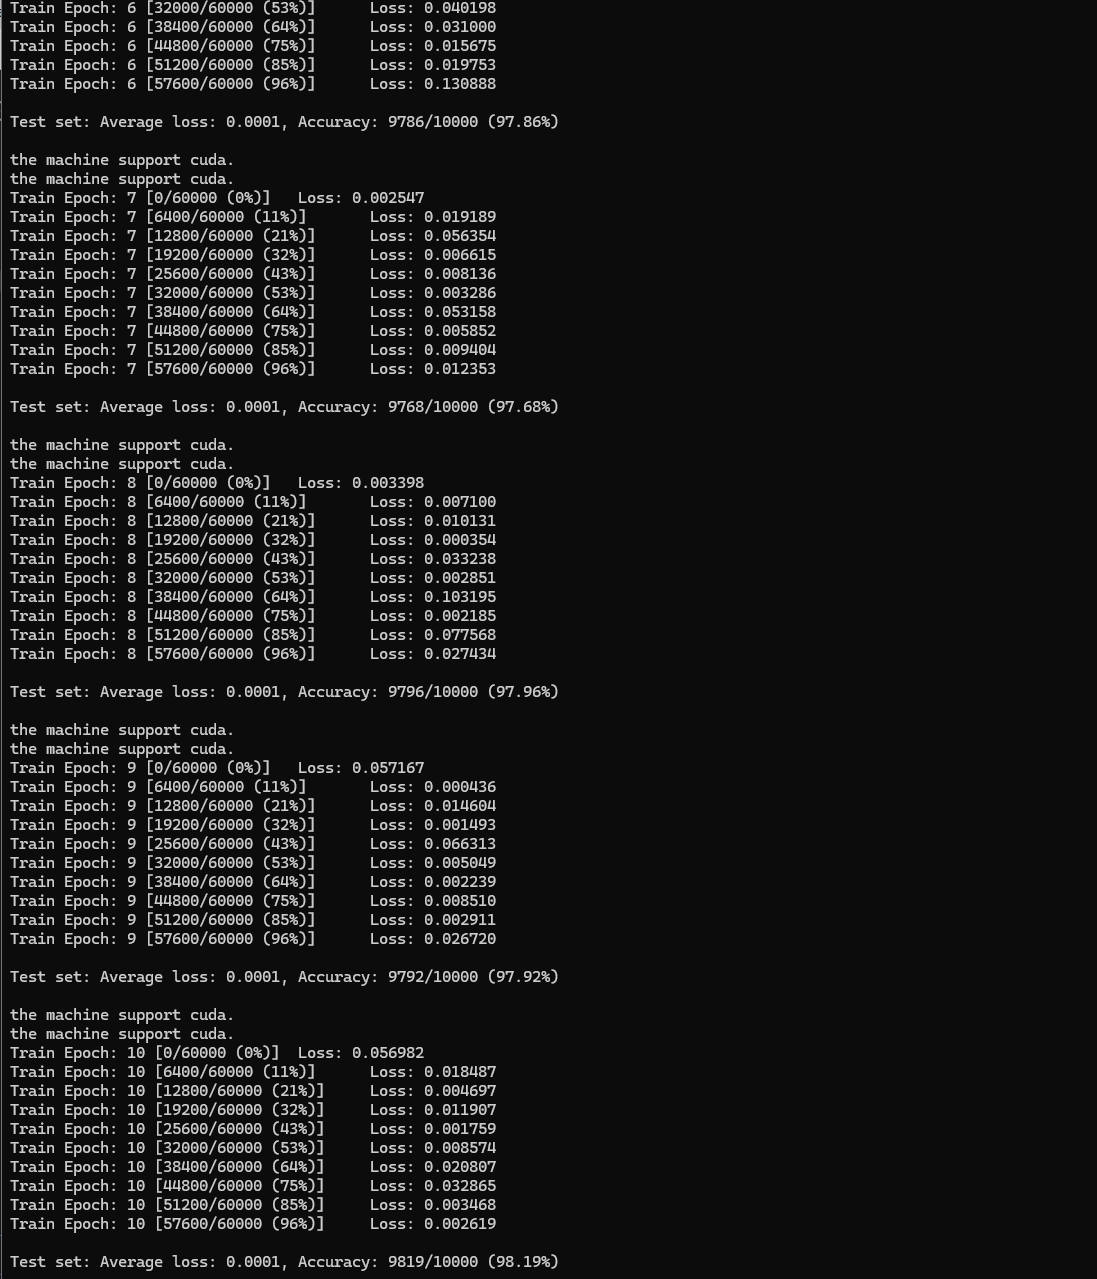 Train Epoch: 6 [32000/60000 (53%)]      Loss: 0.040198
Train Epoch: 6 [38400/60000 (64%)]      Loss: 0.031000
Train Epoch: 6 [44800/60000 (75%)]      Loss: 0.015675
Train Epoch: 6 [51200/60000 (85%)]      Loss: 0.019753
Train Epoch: 6 [57600/60000 (96%)]      Loss: 0.130888
Test set: Average loss: 0.0001, Accuracy: 9786/10000 (97.86%)
the machine support cuda.
the machine support cuda.
Train Epoch: 7 [0/60000 (0%)]   Loss: 0.002547
Train Epoch: 7 [6400/60000 (11%)]       Loss: 0.019189
Train Epoch: 7 [12800/60000 (21%)]      Loss: 0.056354
Train Epoch: 7 [19200/60000 (32%)]      Loss: 0.006615
Train Epoch: 7 [25600/60000 (43%)]      Loss: 0.008136
Train Epoch: 7 [32000/60000 (53%)]      Loss: 0.003286
Train Epoch: 7 [38400/60000 (64%)]      Loss: 0.053158
Train Epoch: 7 [44800/60000 (75%)]      Loss: 0.005852
Train Epoch: 7 [51200/60000 (85%)]      Loss: 0.009404
Train Epoch: 7 [57600/60000 (96%)]      Loss: 0.012353
Test set: Average loss: 0.0001, Accuracy: 9768/10000 (97.68%)
the machine support cuda.
the machine support cuda.
Train Epoch: 8 [0/60000 (0%)]   Loss: 0.003398
Train Epoch: 8 [6400/60000 (11%)]       Loss: 0.007100
Train Epoch: 8 [12800/60000 (21%)]      Loss: 0.010131
Train Epoch: 8 [19200/60000 (32%)]      Loss: 0.000354
Train Epoch: 8 [25600/60000 (43%)]      Loss: 0.033238
Train Epoch: 8 [32000/60000 (53%)]      Loss: 0.002851
Train Epoch: 8 [38400/60000 (64%)]      Loss: 0.103195
Train Epoch: 8 [44800/60000 (75%)]      Loss: 0.002185
Train Epoch: 8 [51200/60000 (85%)]      Loss: 0.077568
Train Epoch: 8 [57600/60000 (96%)]      Loss: 0.027434
Test set: Average loss: 0.0001, Accuracy: 9796/10000 (97.96%)
the machine support cuda.
the machine support cuda.
Train Epoch: 9 [0/60000 (0%)]   Loss: 0.057167
Train Epoch: 9 [6400/60000 (11%)]       Loss: 0.000436
Train Epoch: 9 [12800/60000 (21%)]      Loss: 0.014604
Train Epoch: 9 [19200/60000 (32%)]      Loss: 0.001493
Train Epoch: 9 [25600/60000 (43%)]      Loss: 0.066313
Train Epoch: 9 [32000/60000 (53%)]      Loss: 0.005049
Train Epoch: 9 [38400/60000 (64%)]      Loss: 0.002239
Train Epoch: 9 [44800/60000 (75%)]      Loss: 0.008510
Train Epoch: 9 [51200/60000 (85%)]      Loss: 0.002911
Train Epoch: 9 [57600/60000 (96%)]      Loss: 0.026720
Test set: Average loss: 0.0001, Accuracy: 9792/10000 (97.92%)
the machine support cuda.
the machine support cuda.
Train Epoch: 10 [0/60000 (0%)]  Loss: 0.056982
Train Epoch: 10 [6400/60000 (11%)]      Loss: 0.018487
Train Epoch: 10 [12800/60000 (21%)]     Loss: 0.004697
Train Epoch: 10 [19200/60000 (32%)]     Loss: 0.011907
Train Epoch: 10 [25600/60000 (43%)]     Loss: 0.001759
Train Epoch: 10 [32000/60000 (53%)]     Loss: 0.008574
Train Epoch: 10 [38400/60000 (64%)]     Loss: 0.020807
Train Epoch: 10 [44800/60000 (75%)]     Loss: 0.032865
Train Epoch: 10 [51200/60000 (85%)]     Loss: 0.003468
Train Epoch: 10 [57600/60000 (96%)]     Loss: 0.002619
Test set: Average loss: 0.0001, Accuracy: 9819/10000 (98.19%)